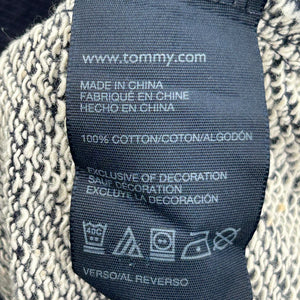 www.tommy.com
MADE IN CHINA
FABRIQUÉ EN CHINE
HECHO EN CHINA
100% COTTON/COTON/ALGODÓN
EXCLUSIVE OF DECORATION
SAUF DÉCORATION
EXCLUYE LA DECORACIÓN
40C
VERSO/AL REVERSO